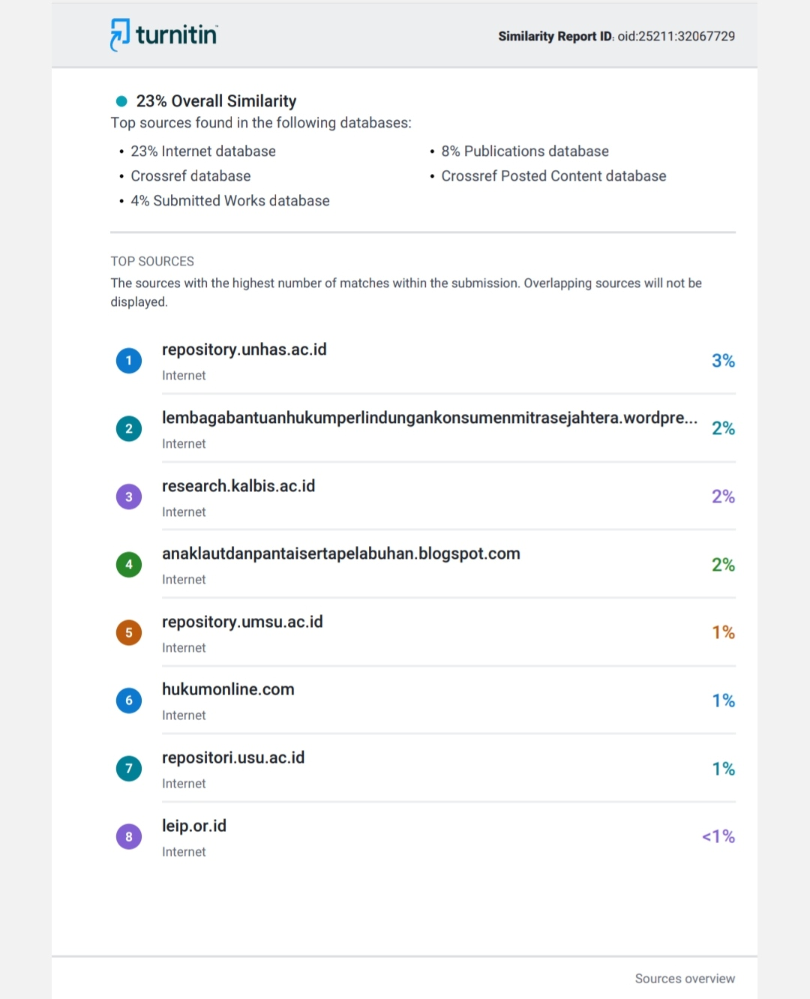 turnitin™
Similarity Report ID: oid:25211:32067729
23% Overall Similarity
Top sources found in the following databases:
• 23% Internet database
• 8% Publications database
• Crossref database
• Crossref Posted Content database
• 4% Submitted Works database
TOP SOURCES
The sources with the highest number of matches within the submission. Overlapping sources will not be
displayed.
1
repository.unhas.ac.id
Internet
3%
2
lembagabantuanhukumperlindungankonsumenmitrasejahtera.wordpre...
Internet
2%
3
research.kalbis.ac.id
Internet
2%
4
anaklautdanpantaisertapelabuhan.blogspot.com
Internet
2%
5
repository.umsu.ac.id
Internet
1%
6
hukumonline.com
Internet
1%
7
repositori.usu.ac.id
Internet
1%
8
leip.or.id
Internet
<1%
Sources overview